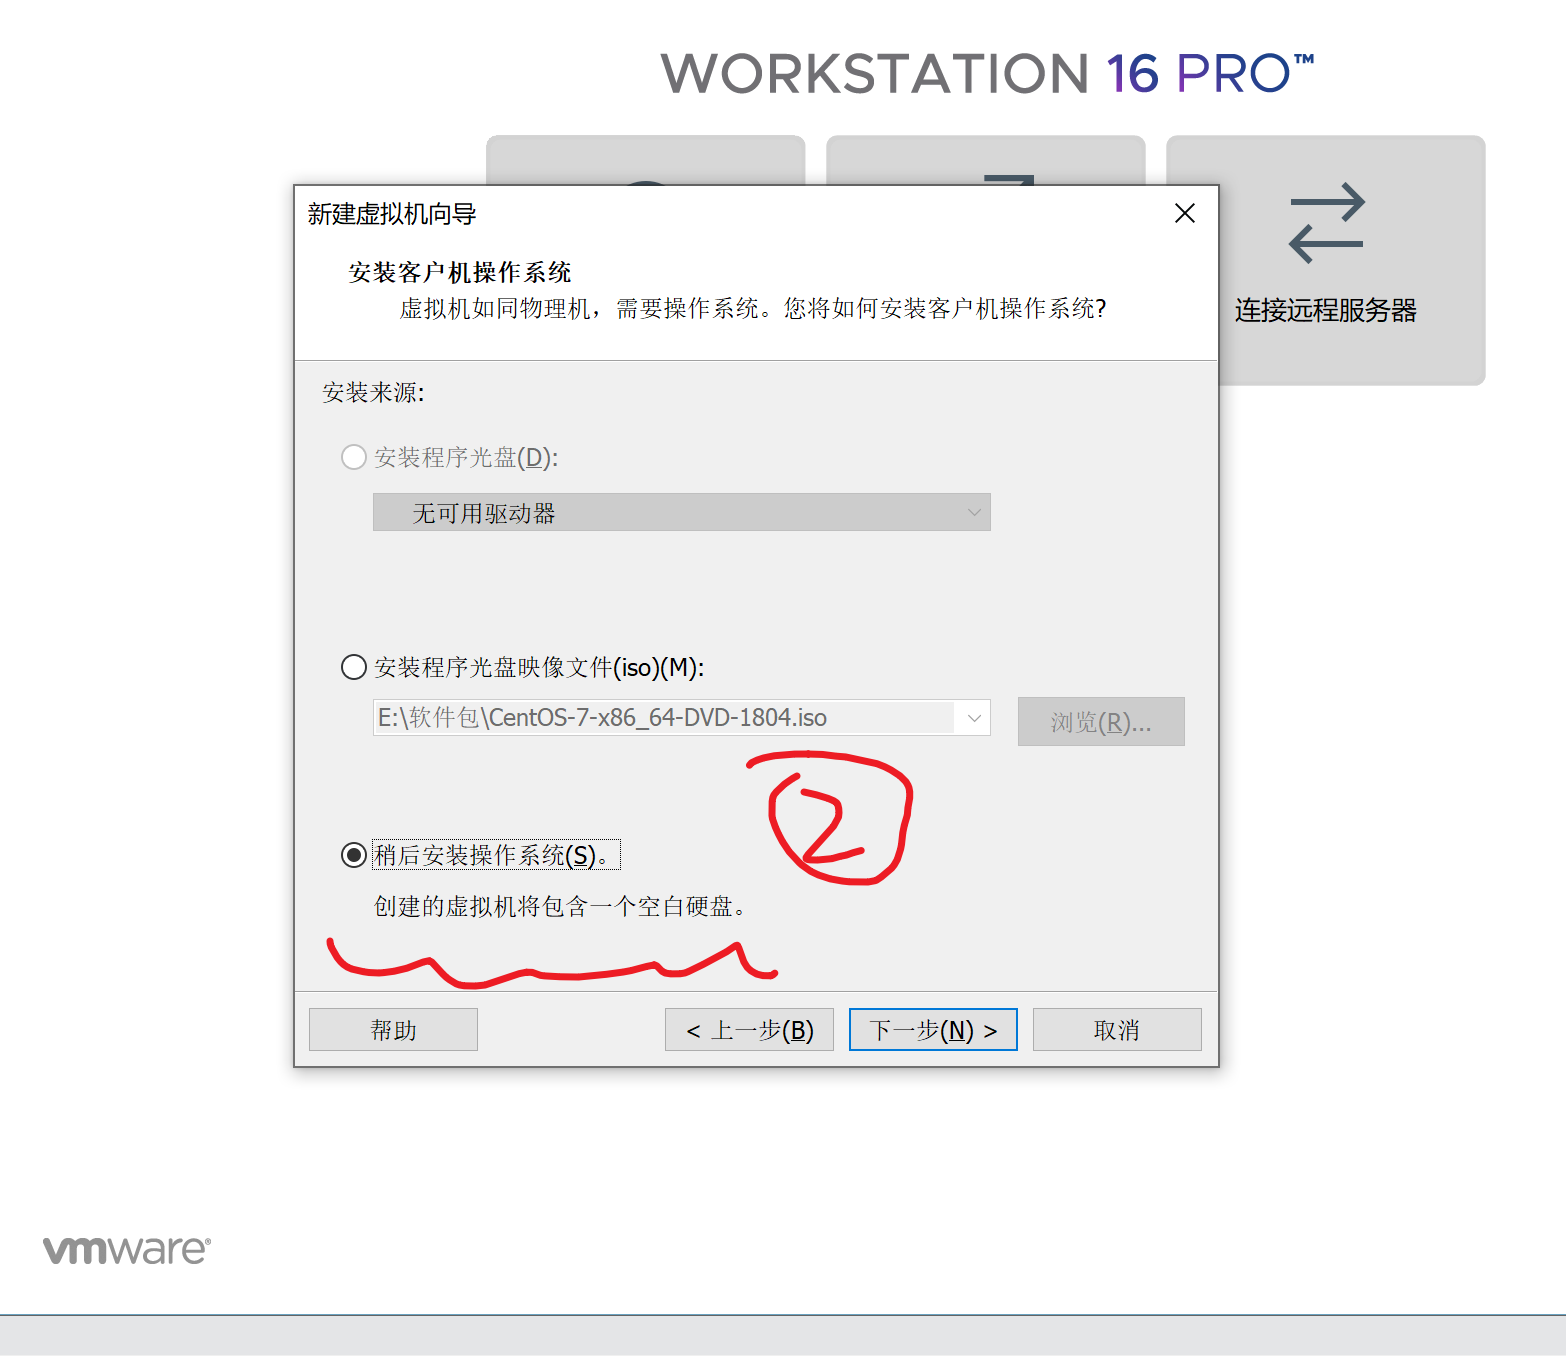 WORKSTATION 16 PRO™
新建虚拟机向导
安装客户机操作系统
虚拟机如同物理机，需要操作系统。您将如何安装客户机操作系统?
连接远程服务器
安装来源:
安装程序光盘(D):
无可用驱动器
安装程序光盘映像文件(iso)(M):
E:\软件包\CentOS-7-x86_64-DVD-1804.iso
浏览(R)...
2
稍后安装操作系统(S)。
创建的虚拟机将包含一个空白硬盘。
帮助
< 上一步(B)
下一步(N) >
取消
vmware®